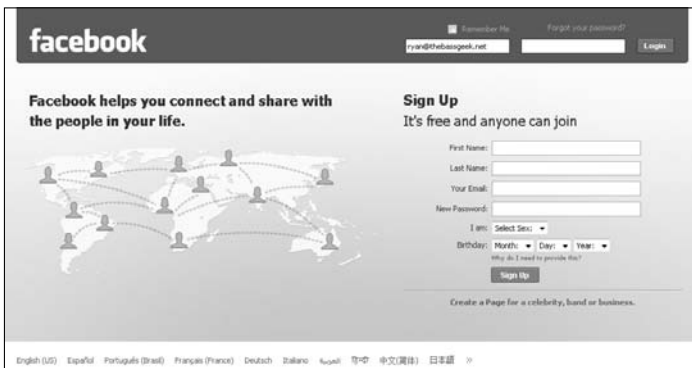 facebook
Remember Me
Forgot your password?
ryan@thebassgeek.net
Login
Facebook helps you connect and share with
the people in your life.
Sign Up
It's free and anyone can join
First Name:
Last Name:
Your Email:
New Password:
I am: Select Sex:
Birthday: Month: Day: Year:
Why do I need to provide this?
Sign Up
Create a Page for a celebrity, band or business.
English (US) Español Português (Brasil) Français (France) Deutsch Italiano العربية हिन्दी 中文(简体) 日本語 »